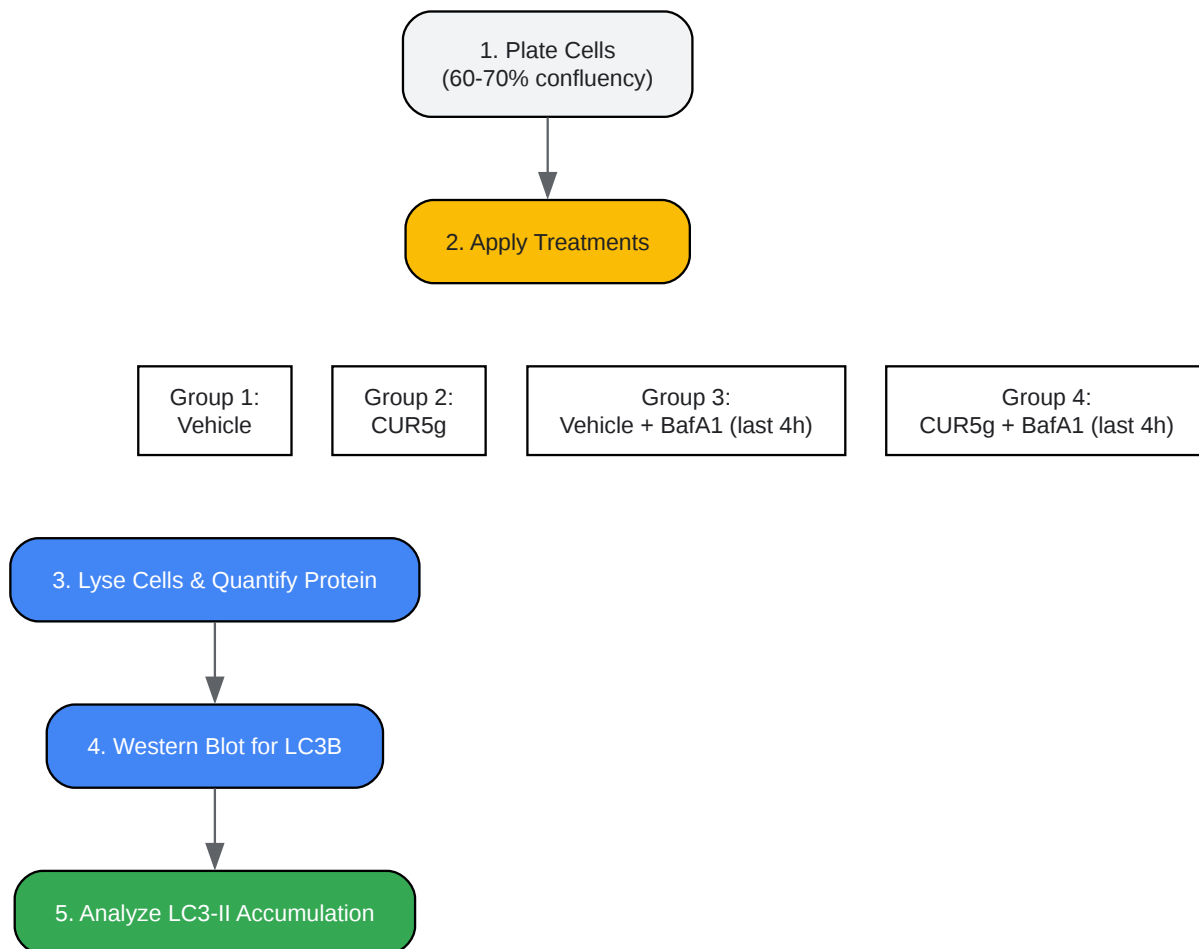 1. Plate Cells
(60-70% confluency)
2. Apply Treatments
Group 1:
Vehicle
Group 2:
CUR5g
Group 3:
Vehicle + BafA1 (last 4h)
Group 4:
CUR5g + BafA1 (last 4h)
3. Lyse Cells & Quantify Protein
4. Western Blot for LC3B
5. Analyze LC3-II Accumulation